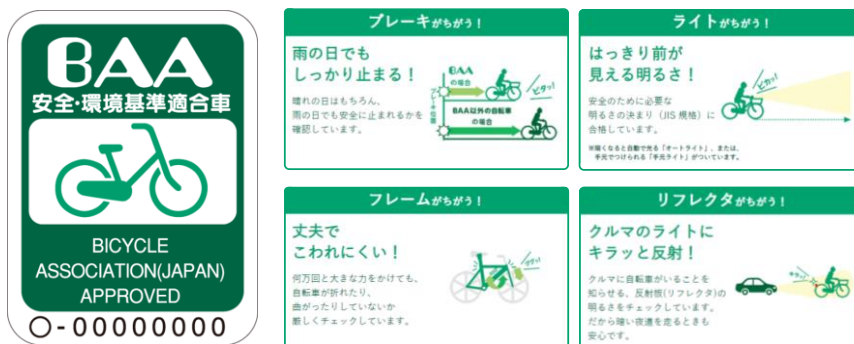 BAA
安全・環境基準適合車
BICYCLE
ASSOCIATION(JAPAN)
APPROVED
○-00000000
ブレーキがちがう！
雨の日でも
しっかり止まる！
晴れの日はもちろん、
雨の日でも安全に止まれるかを
確認しています。
ブレーキ位置
BAA
の場合
ピタッ!
BAA以外の自転車
の場合
ライトがちがう！
はっきり前が
見える明るさ！
安全のために必要な
明るさの決まり（JIS 規格）に
合格しています。
※暗くなると自動で光る「オートライト」、または、
手元でつけられる「手元ライト」がついています。
ピカッ!
フレームがちがう！
丈夫で
こわれにくい！
何万回と大きな力をかけても、
自転車が折れたり、
曲がったりしていないか
厳しくチェックしています。
リフレクタがちがう！
クルマのライトに
キラッと反射！
クルマに自転車がいることを
知らせる、反射板(リフレクタ)の
明るさをチェックしています。
だから暗い夜道を走るときも
安心です。
キラッ!